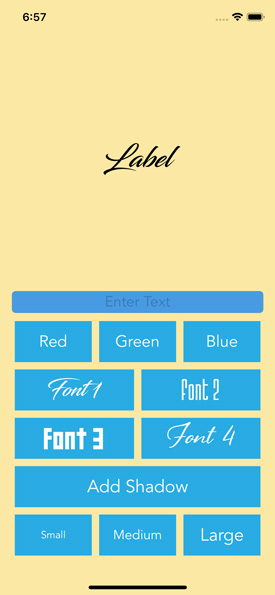 6:57
Label
Enter Text
Red Green Blue
Font 1 Font 2
Font 3 Font 4
Add Shadow
Small Medium Large